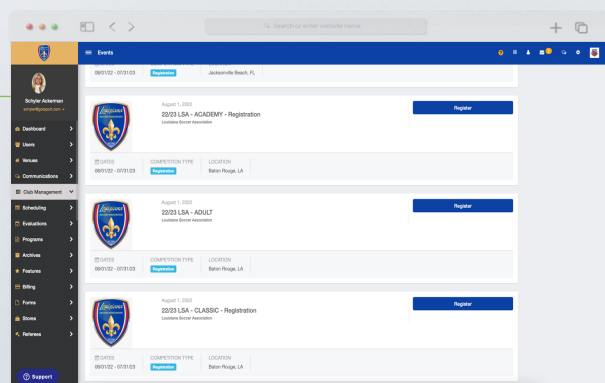 Search or enter website name
Events
Schyler Ackerman
Dashboard
Users
Venues
Communications
Club Management
Scheduling
Evaluations
Programs
Archives
Features
Billing
Forms
Stores
Referees
Support
08/01/22 - 07/31/23
Registration
Jacksonville Beach, FL
August 1, 2022
22/23 LSA - ACADEMY - Registration
Louisiana Soccer Association
Register
DATES
COMPETITION TYPE
LOCATION
08/01/22 - 07/31/23
Registration
Baton Rouge, LA
August 1, 2022
22/23 LSA - ADULT
Louisiana Soccer Association
Register
DATES
COMPETITION TYPE
LOCATION
08/01/22 - 07/31/23
Registration
Baton Rouge, LA
August 1, 2022
22/23 LSA - CLASSIC - Registration
Louisiana Soccer Association
Register
DATES
COMPETITION TYPE
LOCATION
08/01/22 - 07/31/23
Registration
Baton Rouge, LA